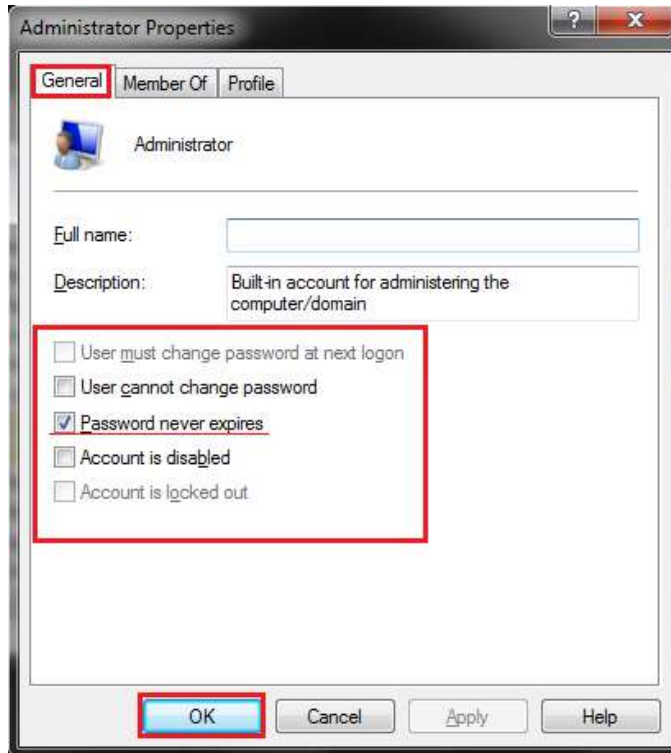 Administrator Properties
General Member Of Profile
Administrator
Full name:
Description: Built-in account for administering the
computer/domain
User must change password at next logon
User cannot change password
Password never expires
Account is disabled
Account is locked out
OK Cancel Apply Help